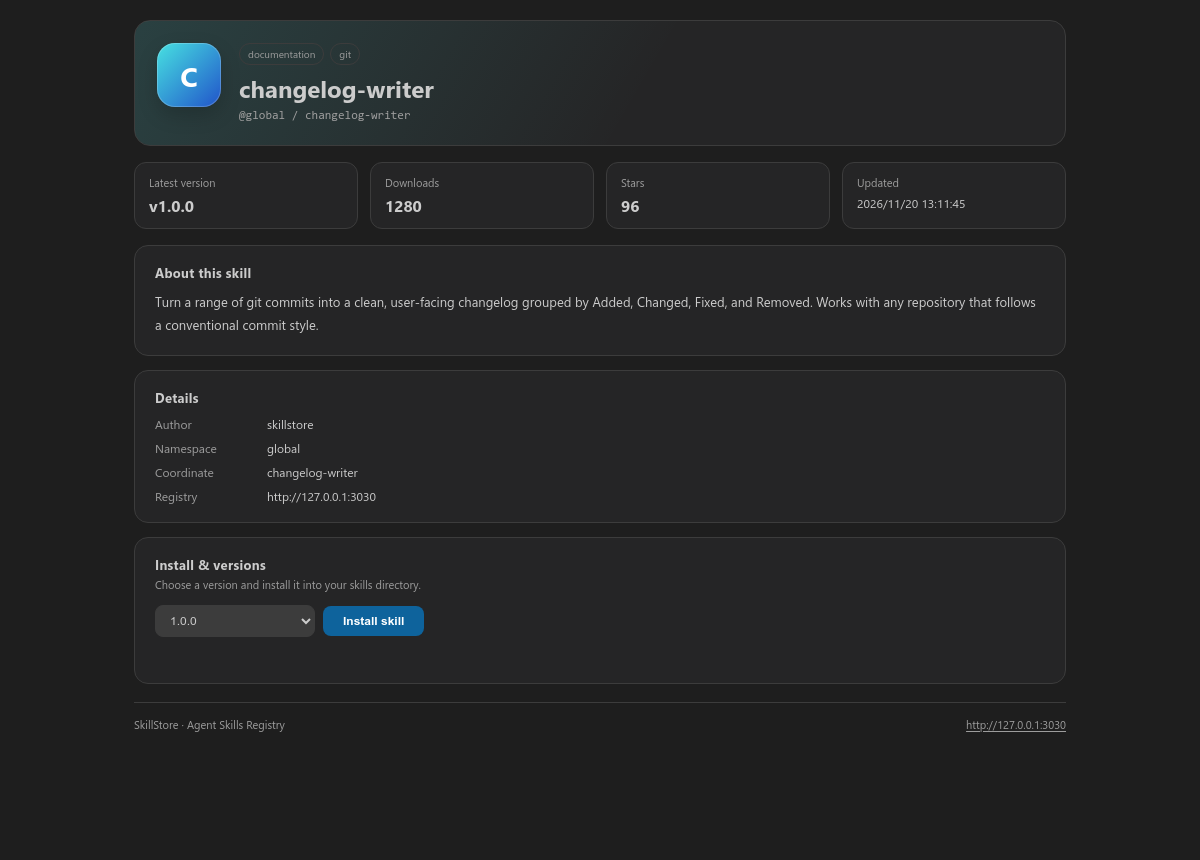 C
documentation git
changelog-writer
@global / changelog-writer
Latest version
v1.0.0
Downloads
1280
Stars
96
Updated
2026/11/20 13:11:45
About this skill
Turn a range of git commits into a clean, user-facing changelog grouped by Added, Changed, Fixed, and Removed. Works with any repository that follows
a conventional commit style.
Details
Author skillstore
Namespace global
Coordinate changelog-writer
Registry http://127.0.0.1:3030
Install & versions
Choose a version and install it into your skills directory.
1.0.0 Install skill
SkillStore · Agent Skills Registry http://127.0.0.1:3030